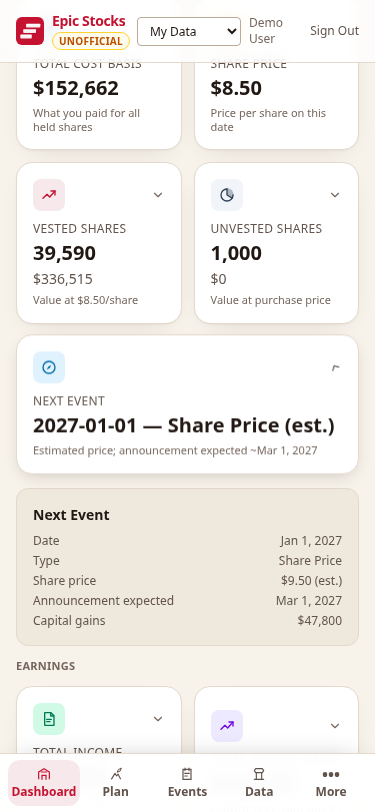 Epic Stocks
UNOFFICIAL
My Data
Demo User
Sign Out
TOTAL COST BASIS
$152,662
What you paid for all
held shares
SHARE PRICE
$8.50
Price per share on this
date
VESTED SHARES
39,590
$336,515
Value at $8.50/share
UNVESTED SHARES
1,000
$0
Value at purchase price
NEXT EVENT
2027-01-01 — Share Price (est.)
Estimated price; announcement expected ~Mar 1, 2027
Next Event
Date Jan 1, 2027
Type Share Price
Share price $9.50 (est.)
Announcement expected Mar 1, 2027
Capital gains $47,800
EARNINGS
TOTAL INCOME
Dashboard
Plan
Events
Data
More